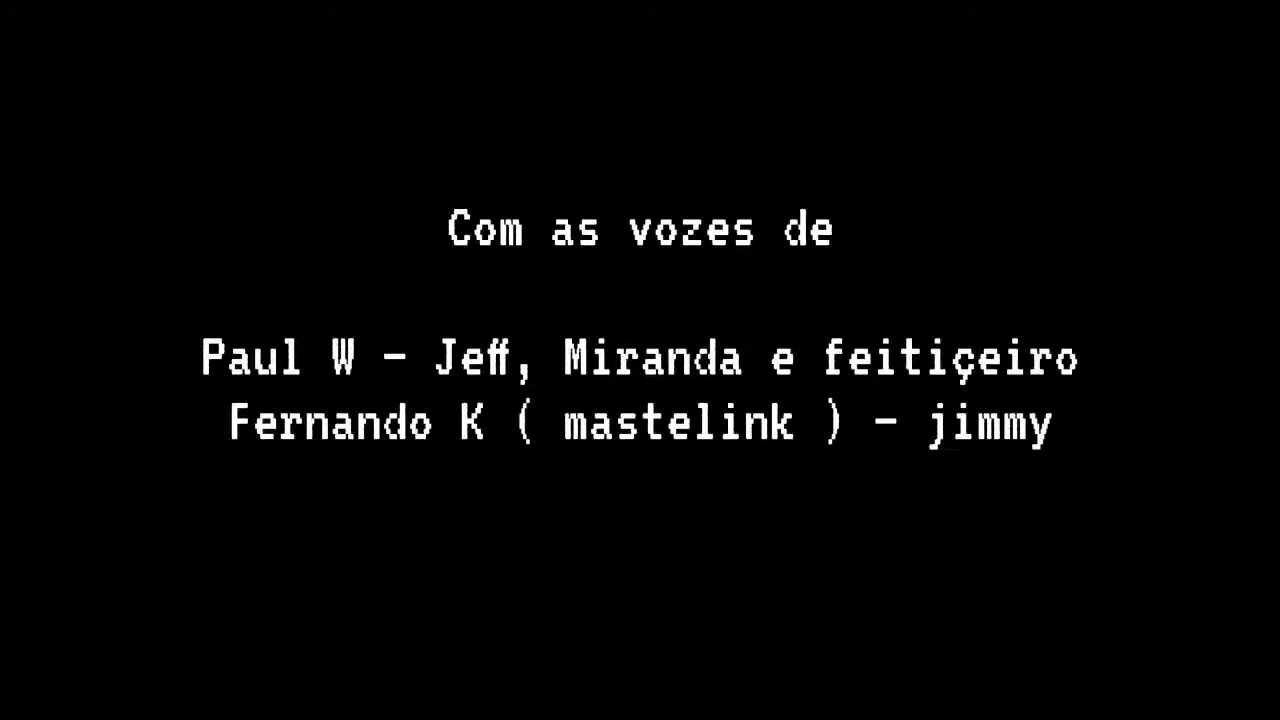 Com as vozes de
Paul W - Jeff, Miranda e feitiçeiro
Fernando K ( mastelink ) - jimmy